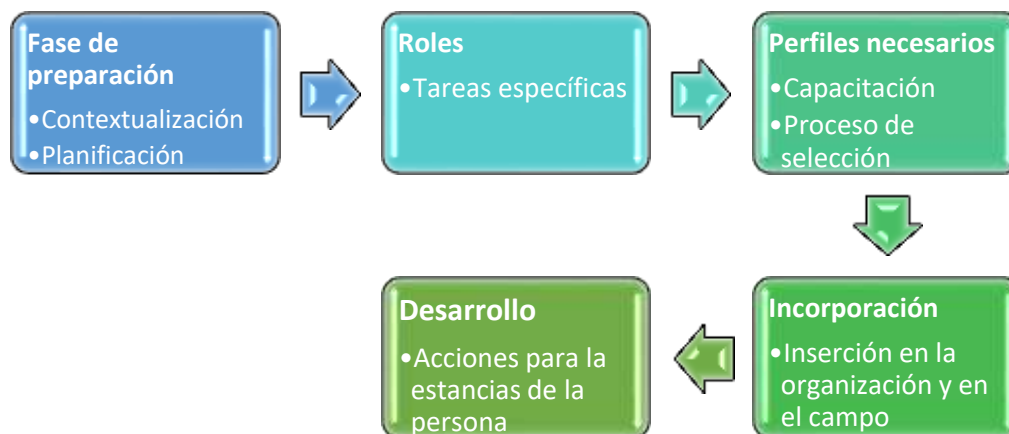 Fase de
preparación
•Contextualización
•Planificación
Roles
•Tareas específicas
Perfiles necesarios
•Capacitación
•Proceso de
selección
Incorporación
•Inserción en la
organización y en
el campo
Desarrollo
•Acciones para la
estancias de la
persona